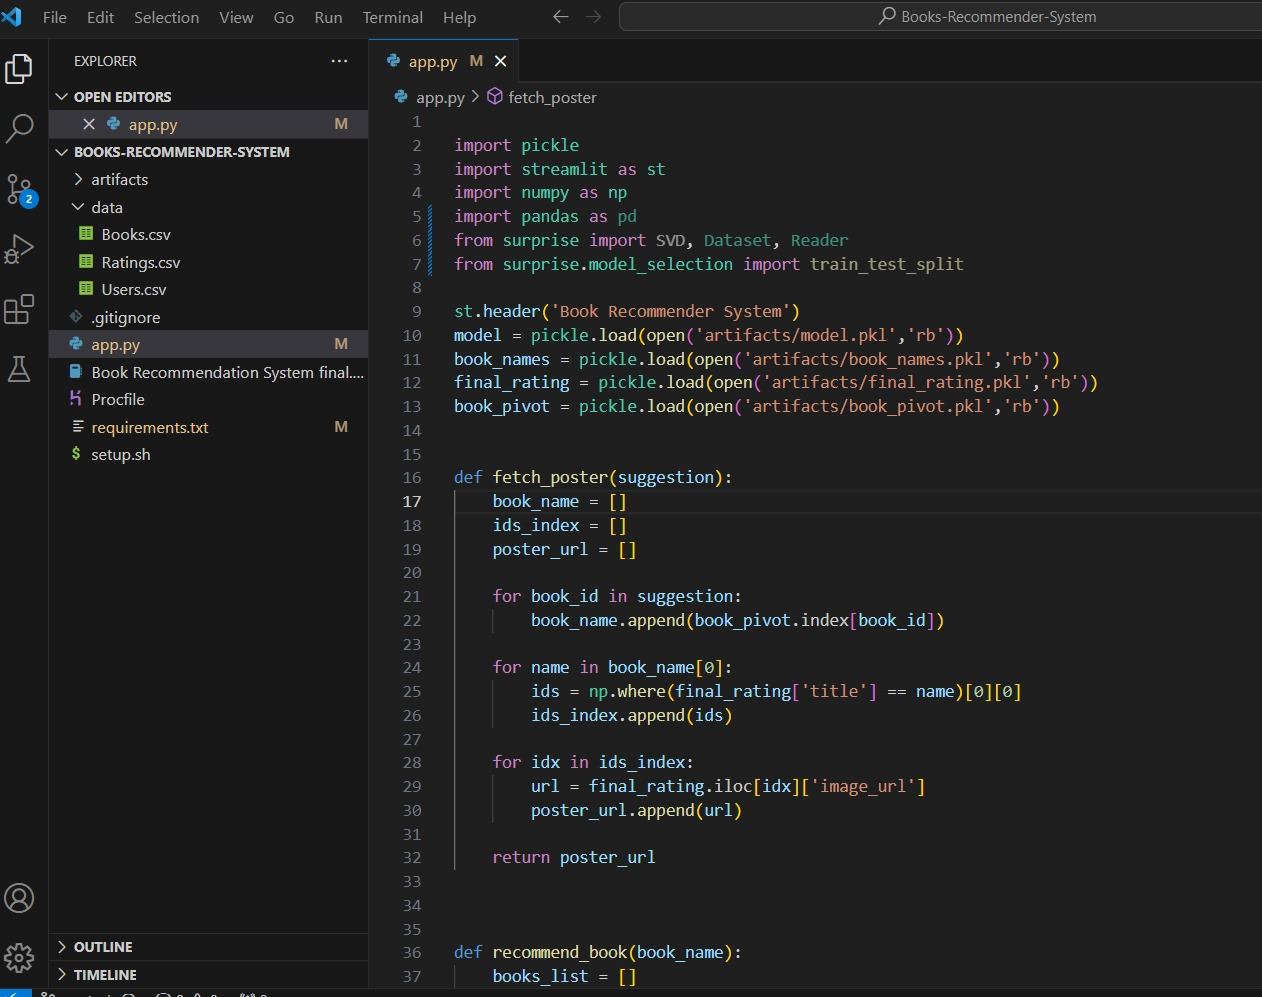 File Edit Selection View Go Run Terminal Help
Books-Recommender-System
EXPLORER
OPEN EDITORS
app.py M
BOOKS-RECOMMENDER-SYSTEM
artifacts
data
Books.csv
Ratings.csv
Users.csv
.gitignore
app.py M
Book Recommendation System final....
Procfile
requirements.txt M
setup.sh
2
OUTLINE
TIMELINE
app.py M
app.py > fetch_poster
1
2 import pickle
3 import streamlit as st
4 import numpy as np
5 import pandas as pd
6 from surprise import SVD, Dataset, Reader
7 from surprise.model_selection import train_test_split
8
9 st.header('Book Recommender System')
10 model = pickle.load(open('artifacts/model.pkl','rb'))
11 book_names = pickle.load(open('artifacts/book_names.pkl','rb'))
12 final_rating = pickle.load(open('artifacts/final_rating.pkl','rb'))
13 book_pivot = pickle.load(open('artifacts/book_pivot.pkl','rb'))
14
15
16 def fetch_poster(suggestion):
17     book_name = []
18     ids_index = []
19     poster_url = []
20
21     for book_id in suggestion:
22         book_name.append(book_pivot.index[book_id])
23
24     for name in book_name[0]:
25         ids = np.where(final_rating['title'] == name)[0][0]
26         ids_index.append(ids)
27
28     for idx in ids_index:
29         url = final_rating.iloc[idx]['image_url']
30         poster_url.append(url)
31
32     return poster_url
33
34
35
36 def recommend_book(book_name):
37     books_list = []